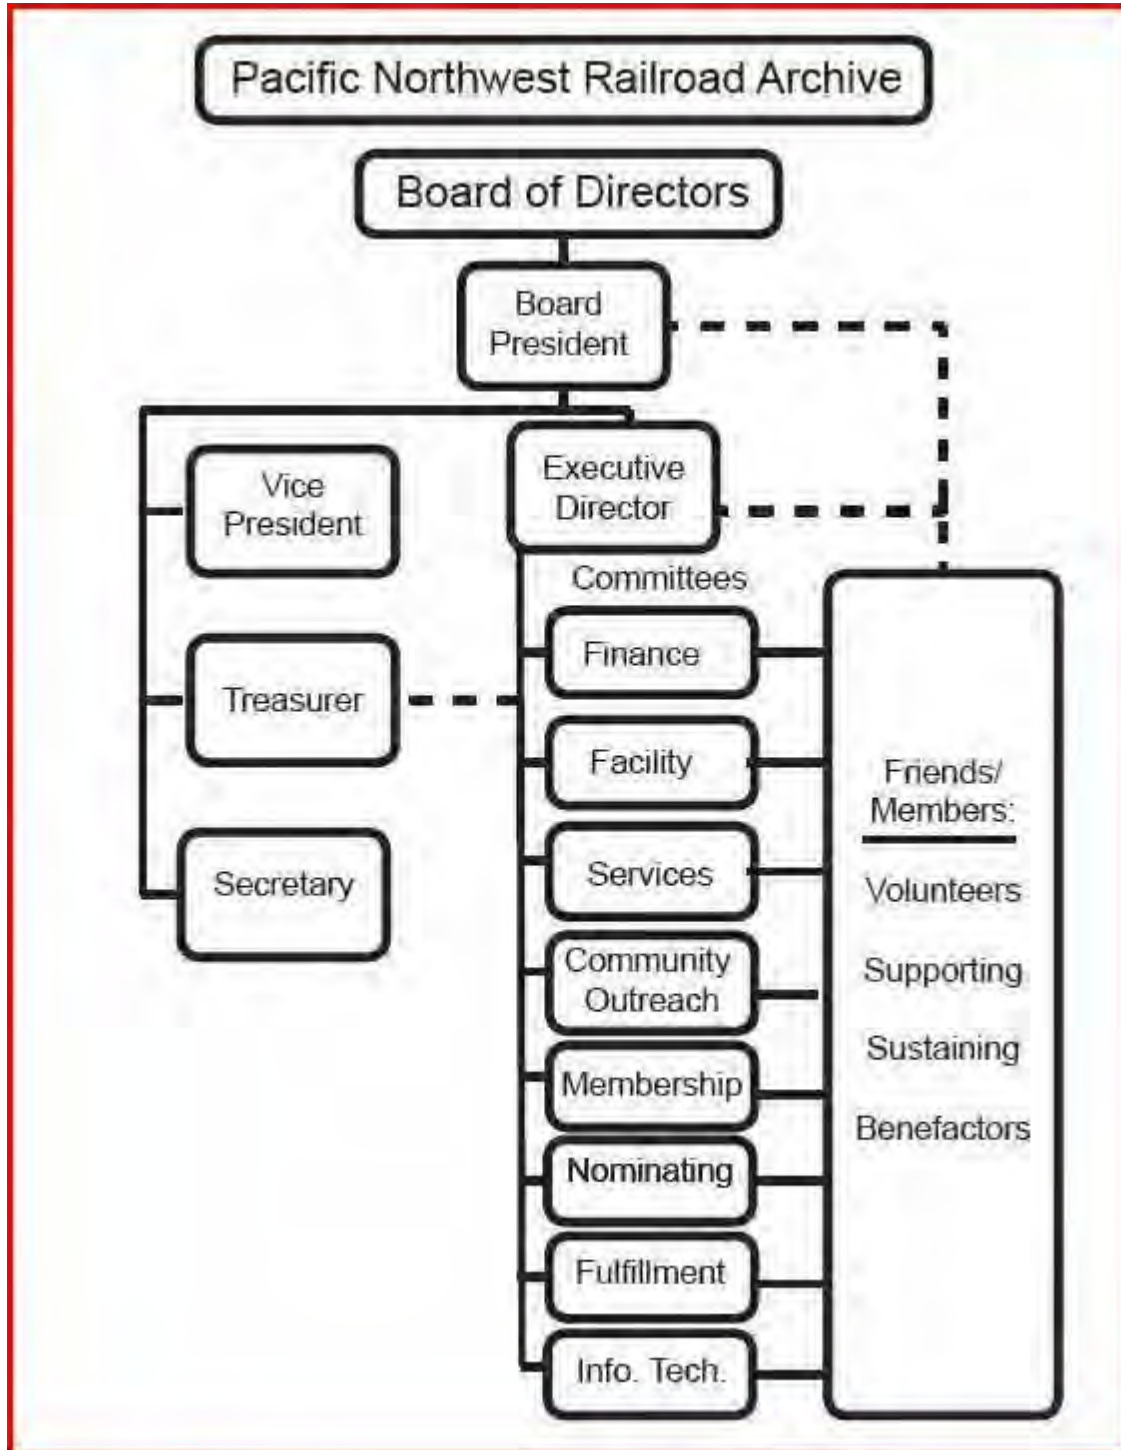 Pacific Northwest Railroad Archive
Board of Directors
Board
President
Vice
President
Executive
Director
Committees
Treasurer
Secretary
Finance
Facility
Services
Community
Outreach
Membership
Nominating
Fulfillment
Info. Tech.
Friends/
Members:
Volunteers
Supporting
Sustaining
Benefactors